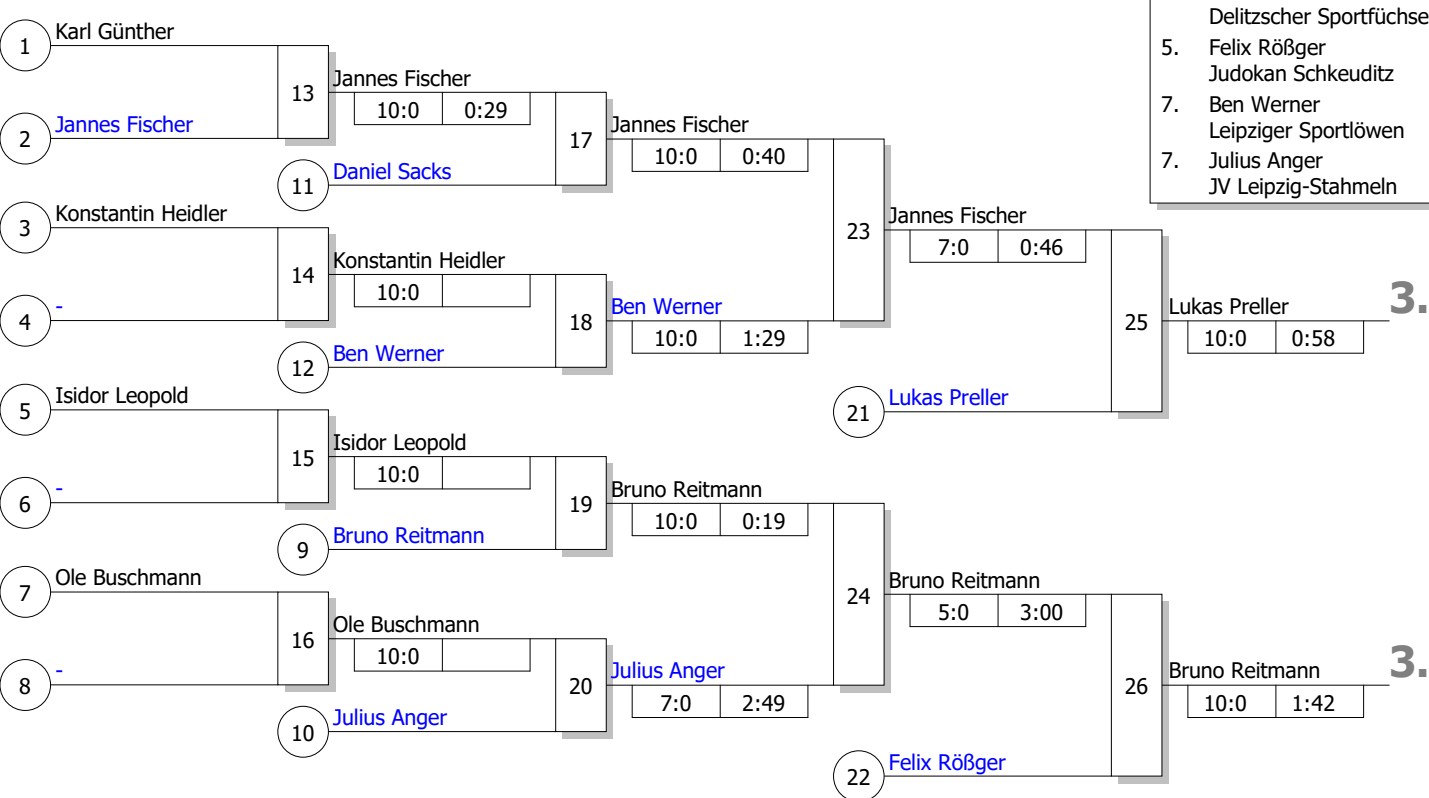 Delitzscher Sportfüchse
5. Felix Rößger
Judokan Schkeuditz
7. Ben Werner
Leipziger Sportlöwen
7. Julius Anger
JV Leipzig-Stahmeln
1 Karl Günther
2 Jannes Fischer
13
Jannes Fischer
10:0 0:29
11 Daniel Sacks
17
Jannes Fischer
10:0 0:40
3 Konstantin Heidler
4 -
14
Konstantin Heidler
10:0
12 Ben Werner
18
Ben Werner
10:0 1:29
23
Jannes Fischer
7:0 0:46
21 Lukas Preller
25
Lukas Preller
10:0 0:58
3.
5 Isidor Leopold
6 -
15
Isidor Leopold
10:0
9 Bruno Reitmann
19
Bruno Reitmann
10:0 0:19
7 Ole Buschmann
8 -
16
Ole Buschmann
10:0
10 Julius Anger
20
Julius Anger
7:0 2:49
24
Bruno Reitmann
5:0 3:00
22 Felix Rößger
26
Bruno Reitmann
10:0 1:42
3.